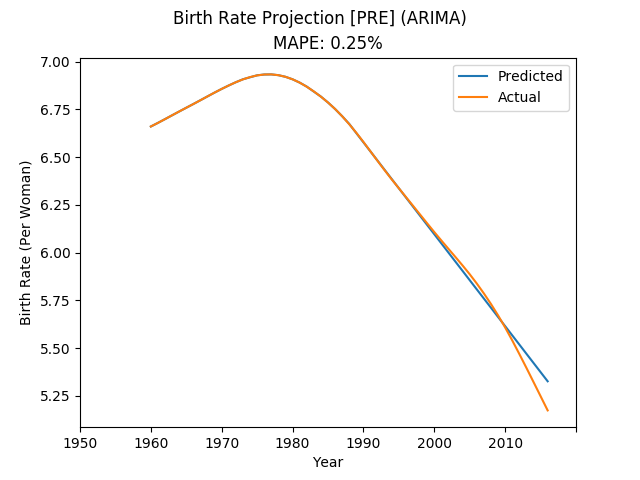 Birth Rate Projection [PRE] (ARIMA)
MAPE: 0.25%
Predicted
Actual
Birth Rate (Per Woman)
7.00
6.75
6.50
6.25
6.00
5.75
5.50
5.25
1950 1960 1970 1980 1990 2000 2010
Year